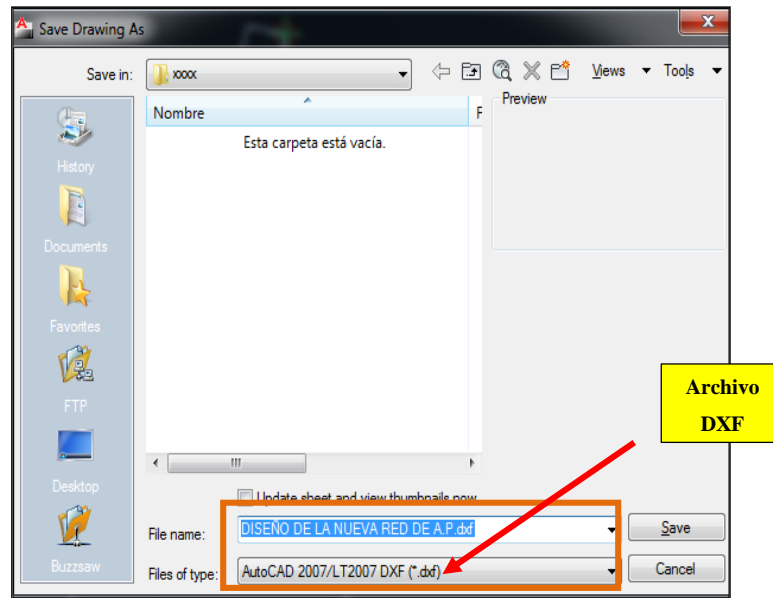 Save Drawing As
X
Save in: xxxx Views Tools
Nombre F Preview
Esta carpeta está vacía.
History
Documents
Favorites
FTP
Desktop
Buzzsaw
Archivo
DXF
Update sheet and view thumbnails now
File name: DISEÑO DE LA NUEVA RED DE A.P.dxf Save
Files of type: AutoCAD 2007/LT2007 DXF (*.dxf) Cancel